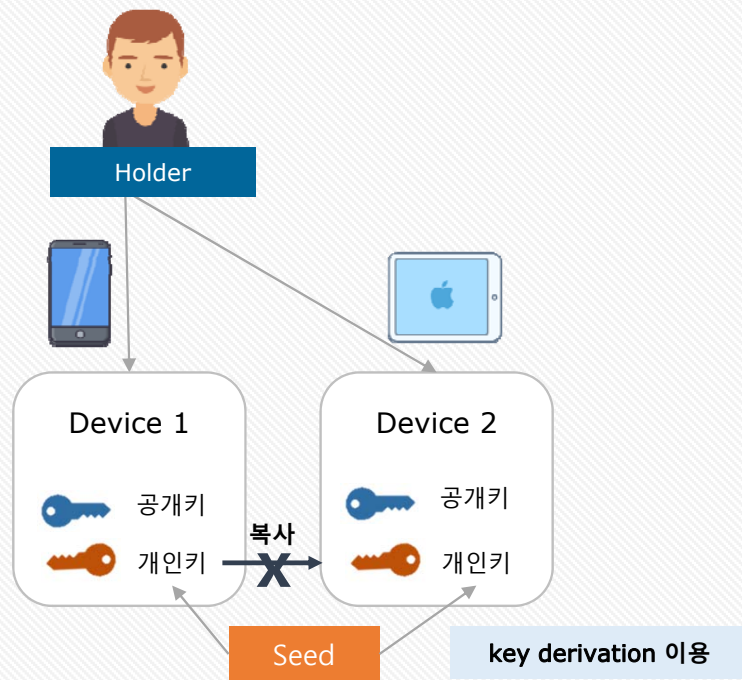 Holder
Device 1
Device 2
공개키
공개키
복사
개인키
X
개인키
Seed
key derivation 이용